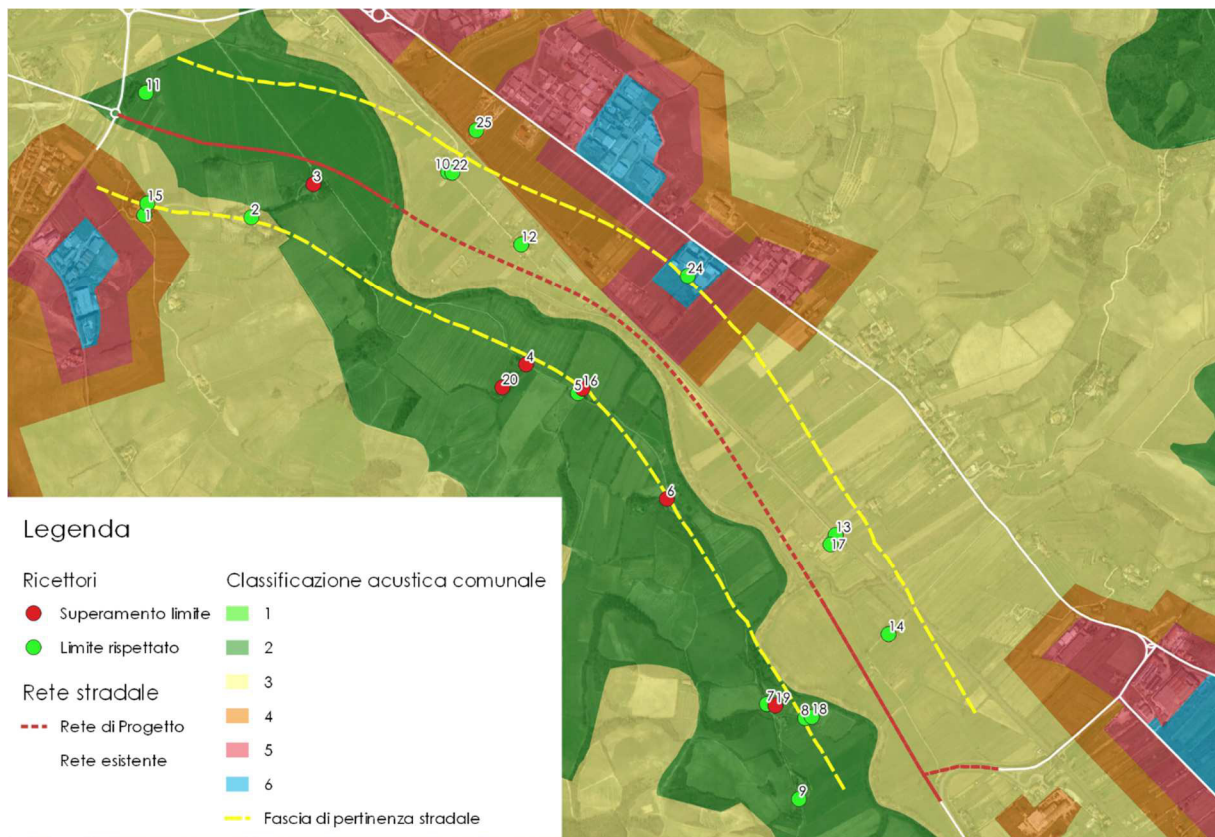 11
25
10 22
3
15
1
2
12
24
4
20
5 16
6
13
17
14
7 19
8 18
9
Legenda
Ricettori
Superamento limite
Limite rispettato
Rete stradale
Rete di Progetto
Rete esistente
Classificazione acustica comunale
1
2
3
4
5
6
Fascia di pertinenza stradale